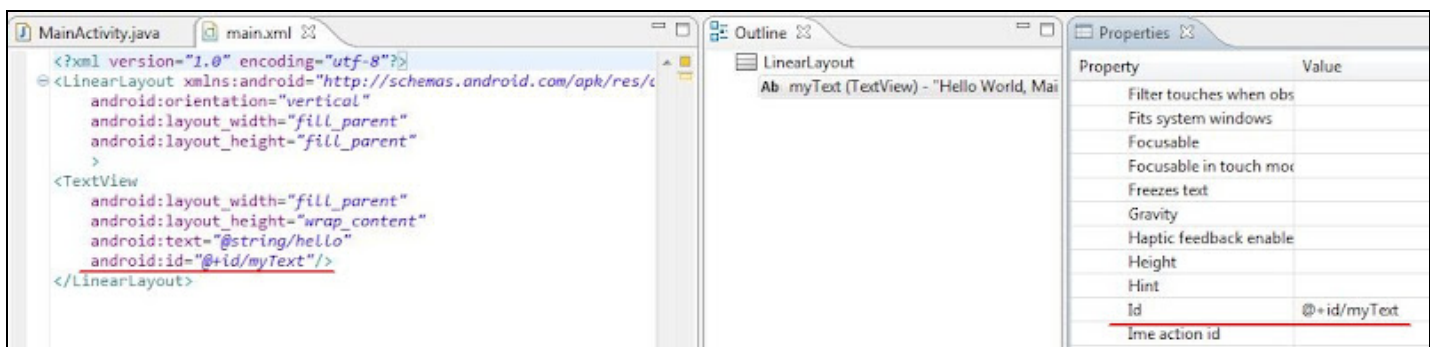 MainActivity.java
main.xml
<?xml version="1.0" encoding="utf-8"?>
<LinearLayout xmlns:android="http://schemas.android.com/apk/res/
android:orientation="vertical"
android:layout_width="fill_parent"
android:layout_height="fill_parent"
>
<TextView
android:layout_width="fill_parent"
android:layout_height="wrap_content"
android:text="@string/hello"
android:id="@+id/myText"/>
</LinearLayout>
Outline
LinearLayout
Ab myText (TextView) - "Hello World, Mai
Properties
Property Value
Filter touches when obs
Fits system windows
Focusable
Focusable in touch mod
Freezes text
Gravity
Haptic feedback enable
Height
Hint
Id @+id/myText
Ime action id